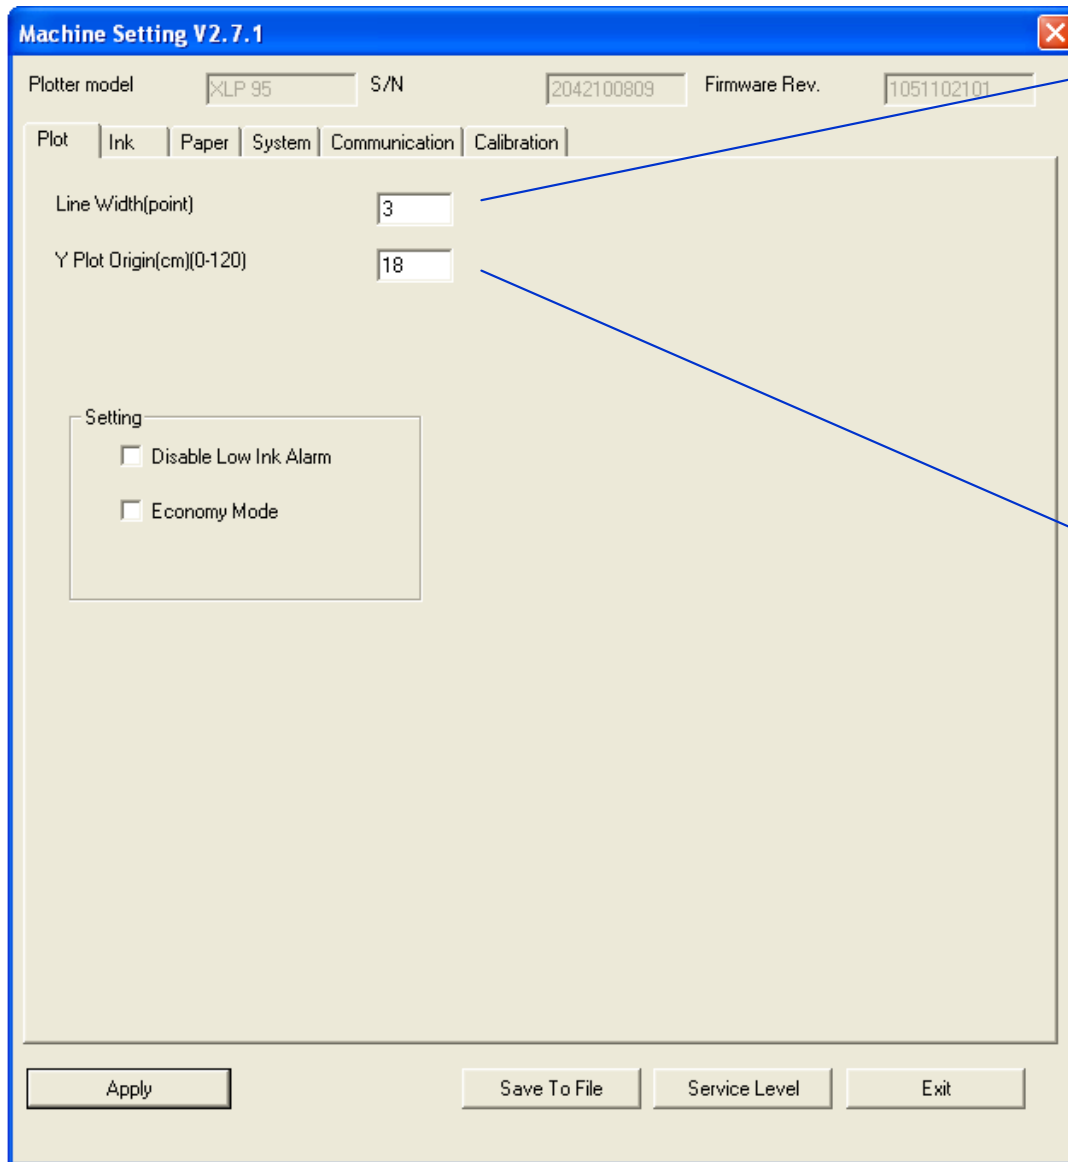 Machine Setting V2.7.1
Plotter model XLP 95 S/N 2042100809 Firmware Rev. 1051102101
Plot Ink Paper System Communication Calibration
Line Width(point) 3
Y Plot Origin(cm)(0-120) 18
Setting
Disable Low Ink Alarm
Economy Mode
Apply Save To File Service Level Exit